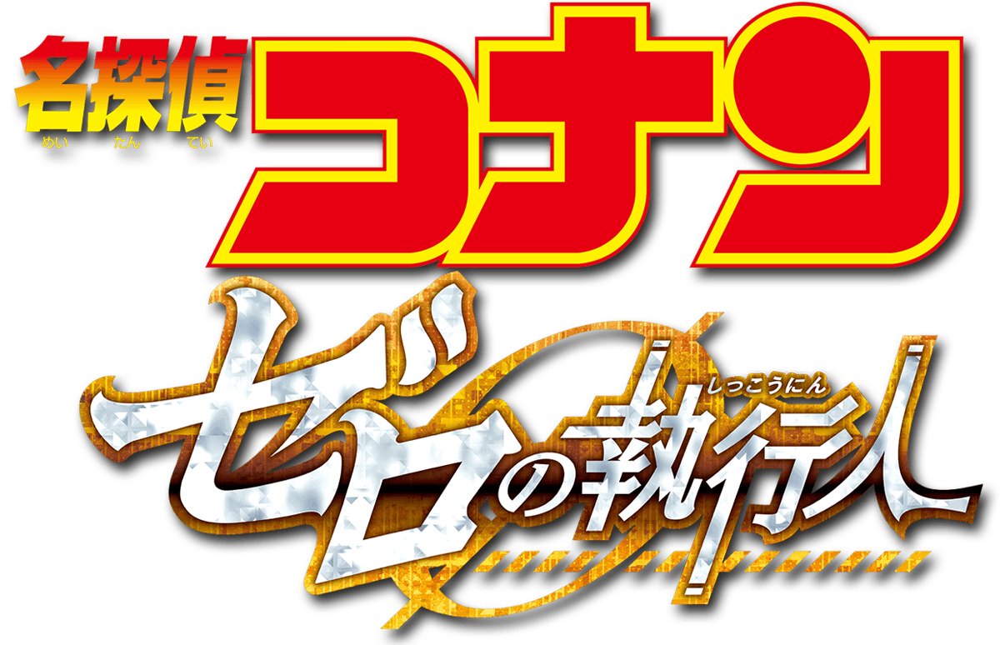 名探偵
めいたんてい
コナン
しっこうにん
ゼロの執行人